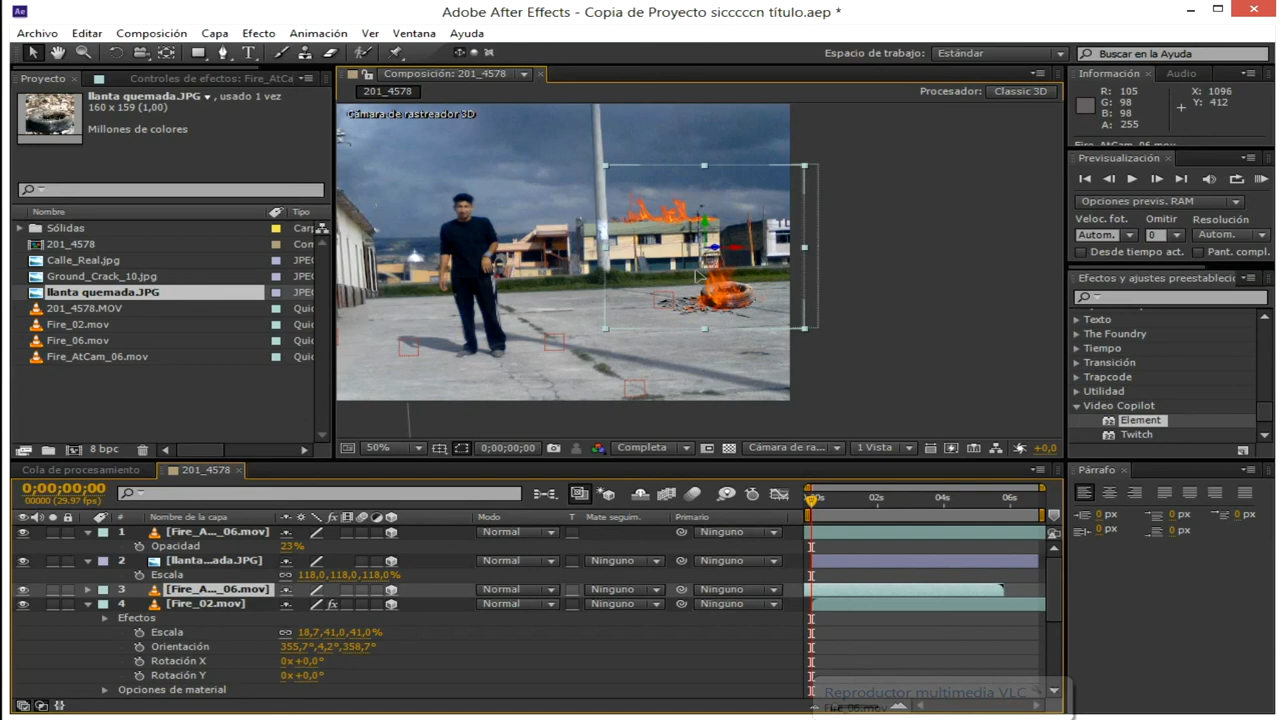 Adobe After Effects - Copia de Proyecto sicccccn título.aep *
Archivo Editar Composición Capa Efecto Animación Ver Ventana Ayuda
Espacio de trabajo: Estándar Buscar en la Ayuda
Proyecto Controles de efectos: Fire_AtCa
llanta quemada.JPG, usado 1 vez
160 x 159 (1,00)
Millones de colores
Nombre Tipo
Sólidas Carp
201_4578 Com
Calle_Real.jpg JPEG
Ground_Crack_10.jpg JPEG
llanta quemada.JPG JPEG
201_4578.MOV Quic
Fire_02.mov Quic
Fire_06.mov Quic
Fire_AtCam_06.mov Quic
8 bpc
Composición: 201_4578
201_4578 Procesador: Classic 3D
Cámara de rastreador 3D
50% 0;00;00;00 Completa Cámara de ra... 1 Vista +0,0
Información Audio
R: 105 X: 1096
G: 98 Y: 412
B: 98
A: 255
Fire_AtCam_06.mov
Previsualización
Opciones previs. RAM
Veloc. fot. Omitir Resolución
Autom. 0 Autom.
Desde tiempo act. Pant. compl.
Efectos y ajustes preestableci
Texto
The Foundry
Tiempo
Transición
Trapcode
Utilidad
Video Copilot
Element
Twitch
Cola de procesamiento 201_4578
0;00;00;00
00000 (29.97 fps)
# Nombre de la capa Modo T Mate seguim. Primario
02s 04s 06s
1 [Fire_A..._06.mov] Normal Ninguno
Opacidad 23%
2 [llanta...ada.JPG] Normal Ninguno Ninguno
Escala 118,0,118,0,118,0%
3 [Fire_A..._06.mov] Normal Ninguno Ninguno
4 [Fire_02.mov] Normal Ninguno Ninguno
Efectos
Escala 18,7,41,0,41,0%
Orientación 355,7°,4,2°,358,7°
Rotación X 0x+0,0°
Rotación Y 0x+0,0°
Opciones de material
Párrafo
0 px 0 px 0 px
0 px 0 px
Reproductor multimedia VLC
Fire_06.mov